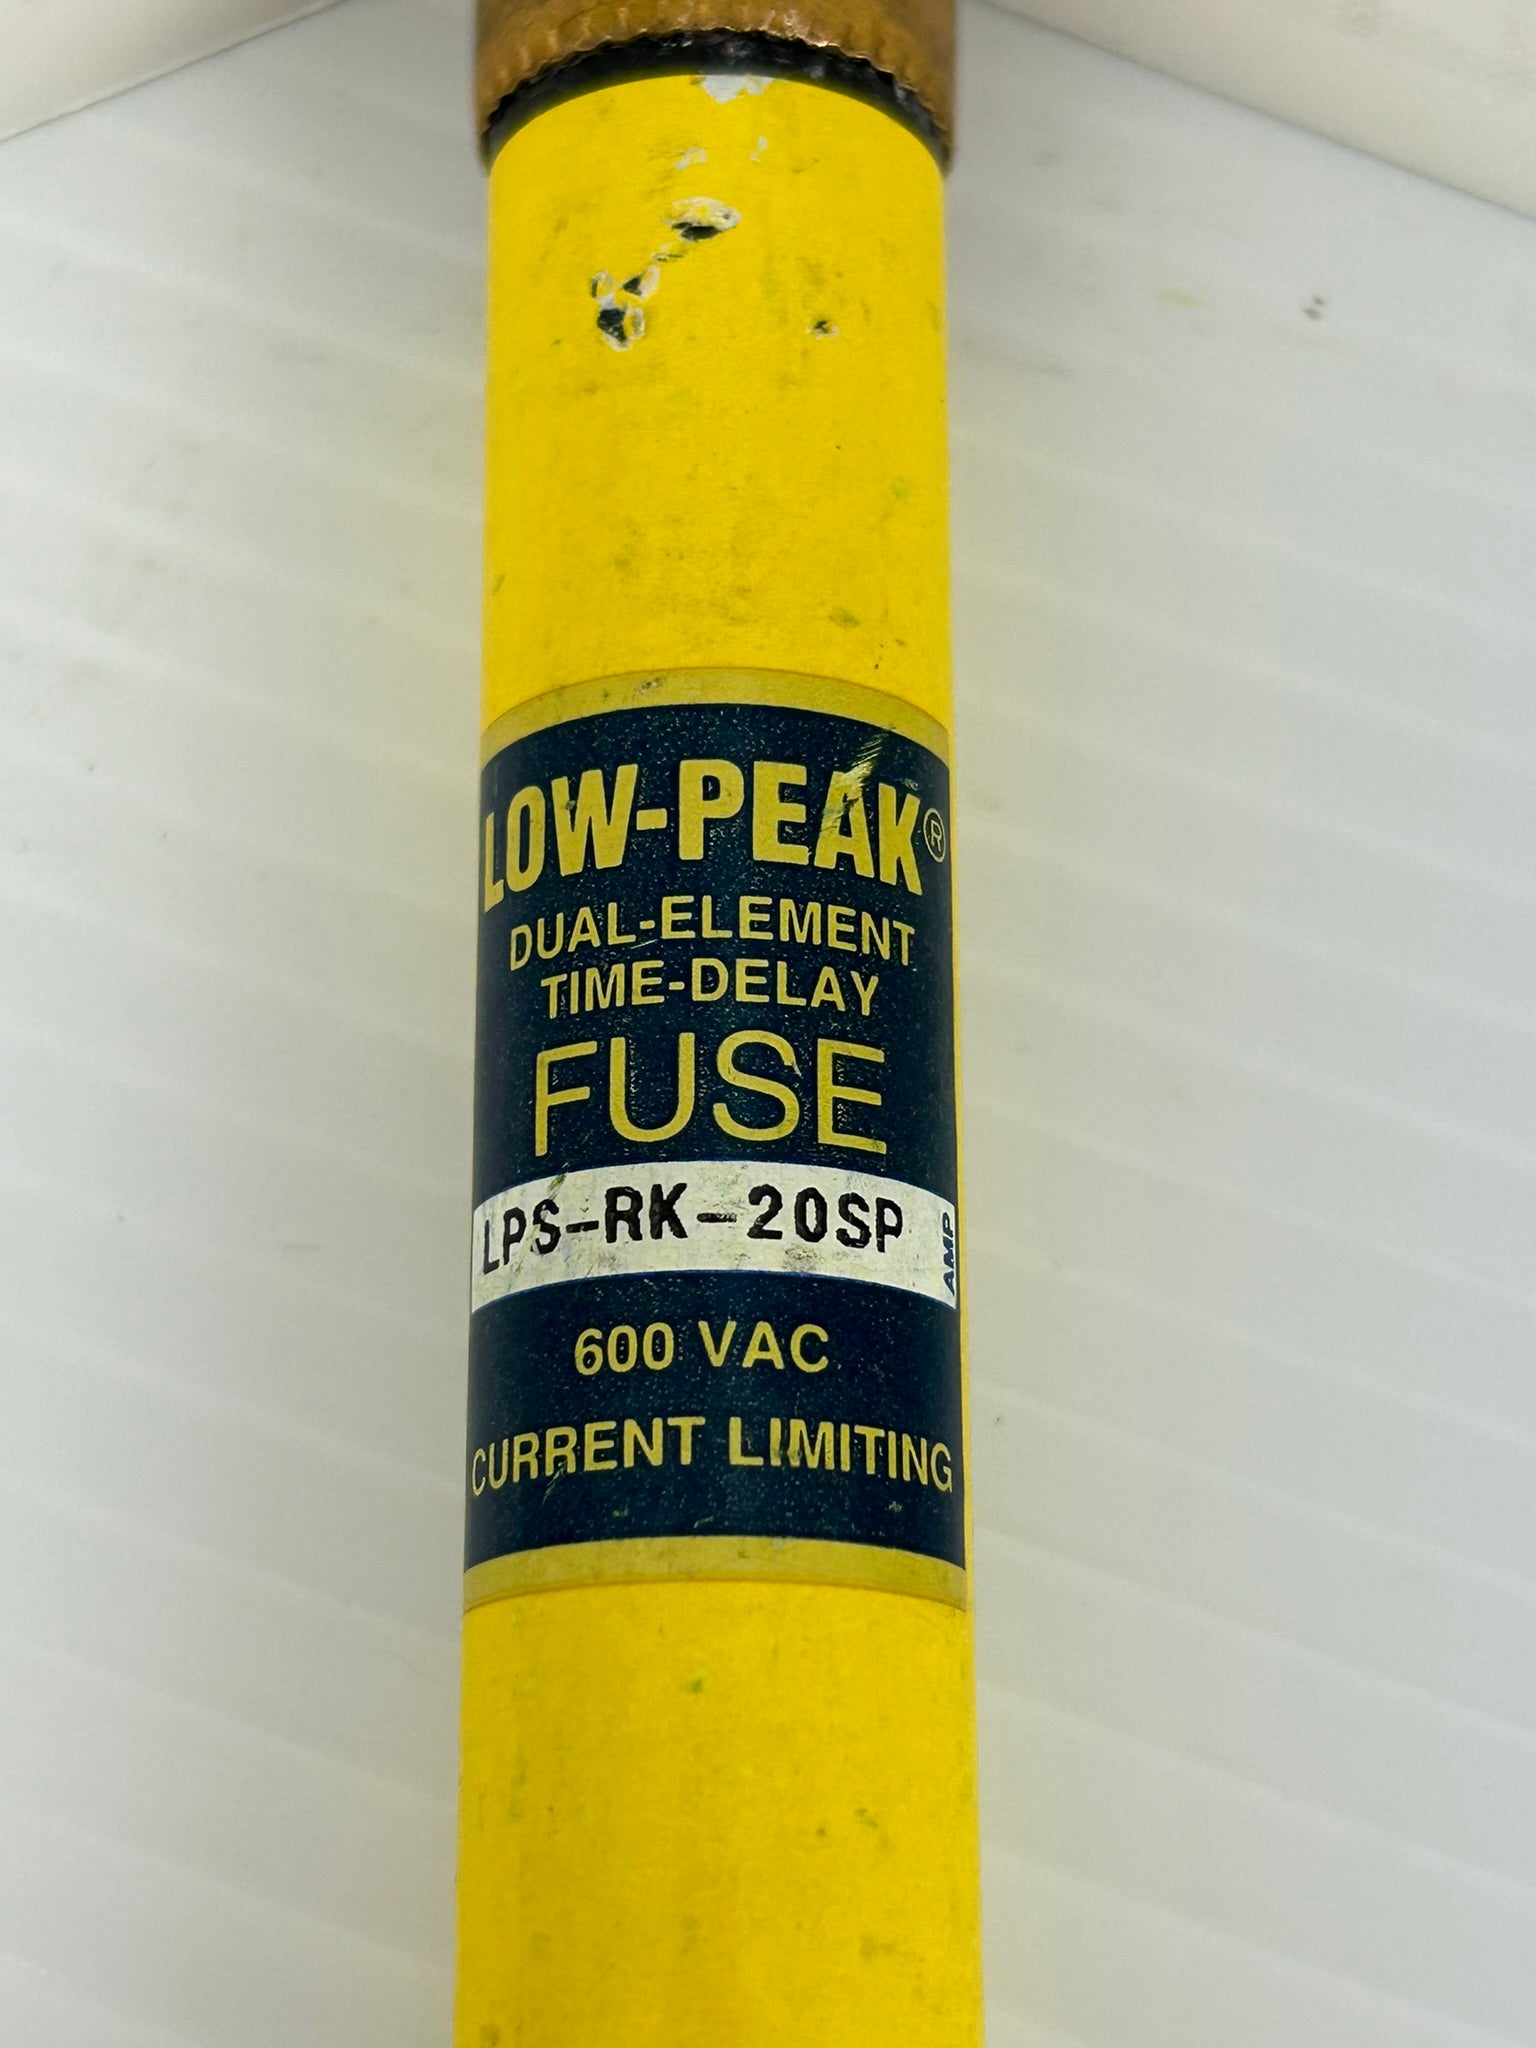 LOW-PEAK®
DUAL-ELEMENT
TIME-DELAY
FUSE
LPS-RK-20SP AMP
600 VAC
CURRENT LIMITING